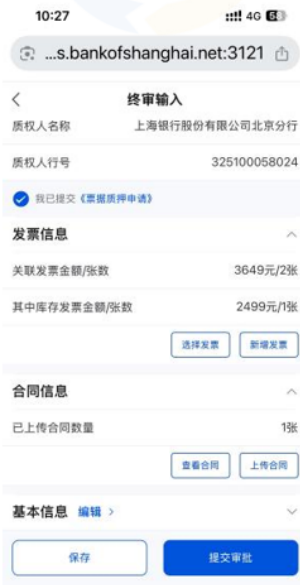 10:27
4G
...s.bankofshanghai.net:3121
终审输入
质权人名称 上海银行股份有限公司北京分行
质权人行号 325100058024
我已提交《票据质押申请》
发票信息
关联发票金额/张数 3649元/2张
其中库存发票金额/张数 2499元/1张
选择发票 新增发票
合同信息
已上传合同数量 1张
查看合同 上传合同
基本信息 编辑 >
保存 提交审批